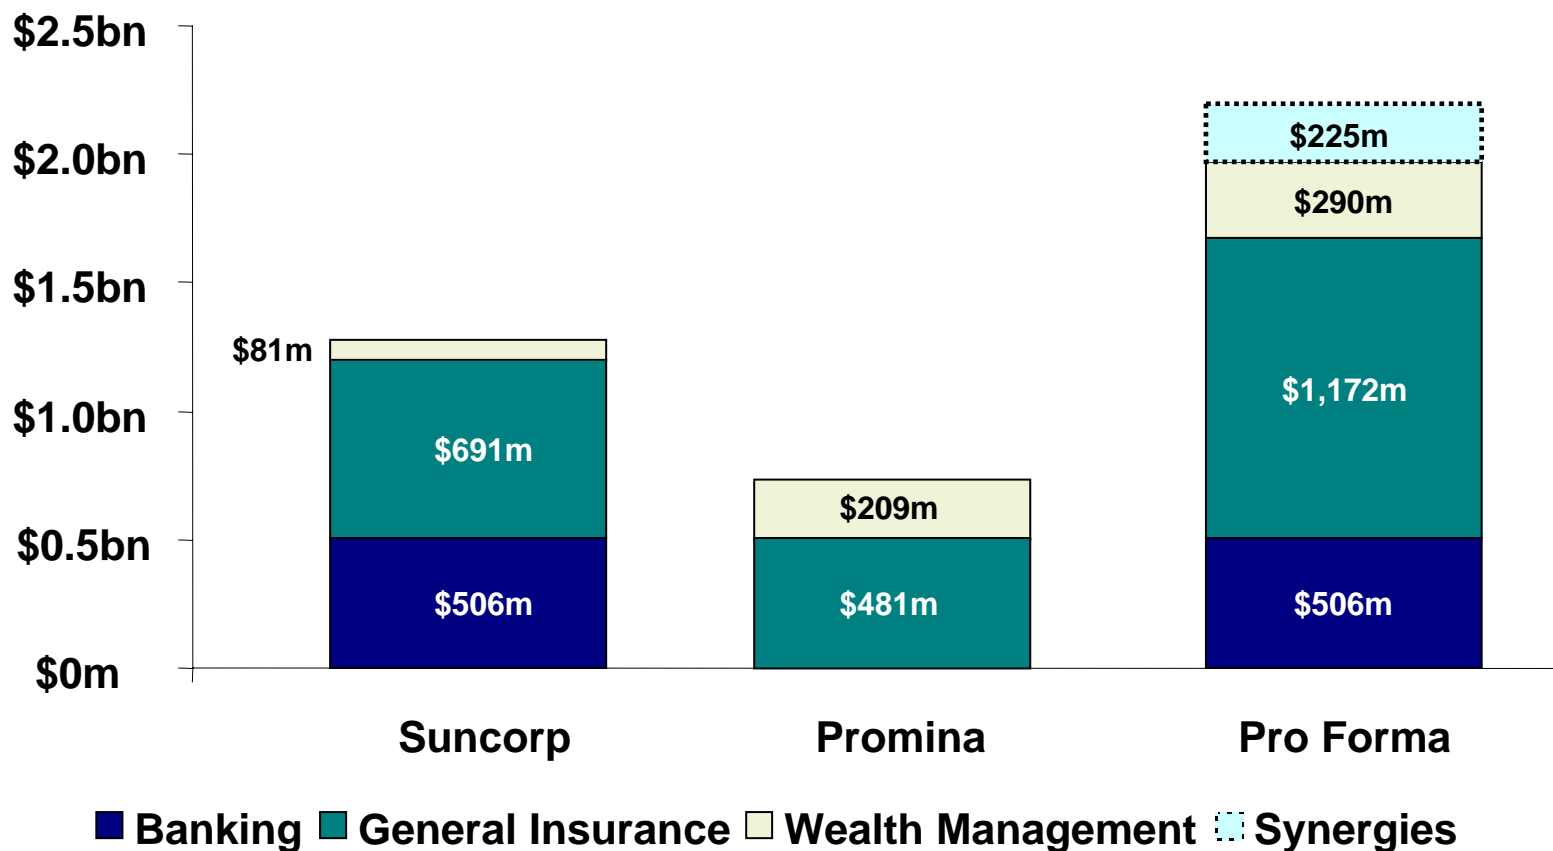 $2.5bn
$225m
$2.0bn
$290m
$1.5bn
$81m
$1,172m
$1.0bn
$691m
$209m
$0.5bn
$506m
$481m
$506m
$0m
Suncorp
Promina
Pro Forma
Banking General Insurance Wealth Management Synergies